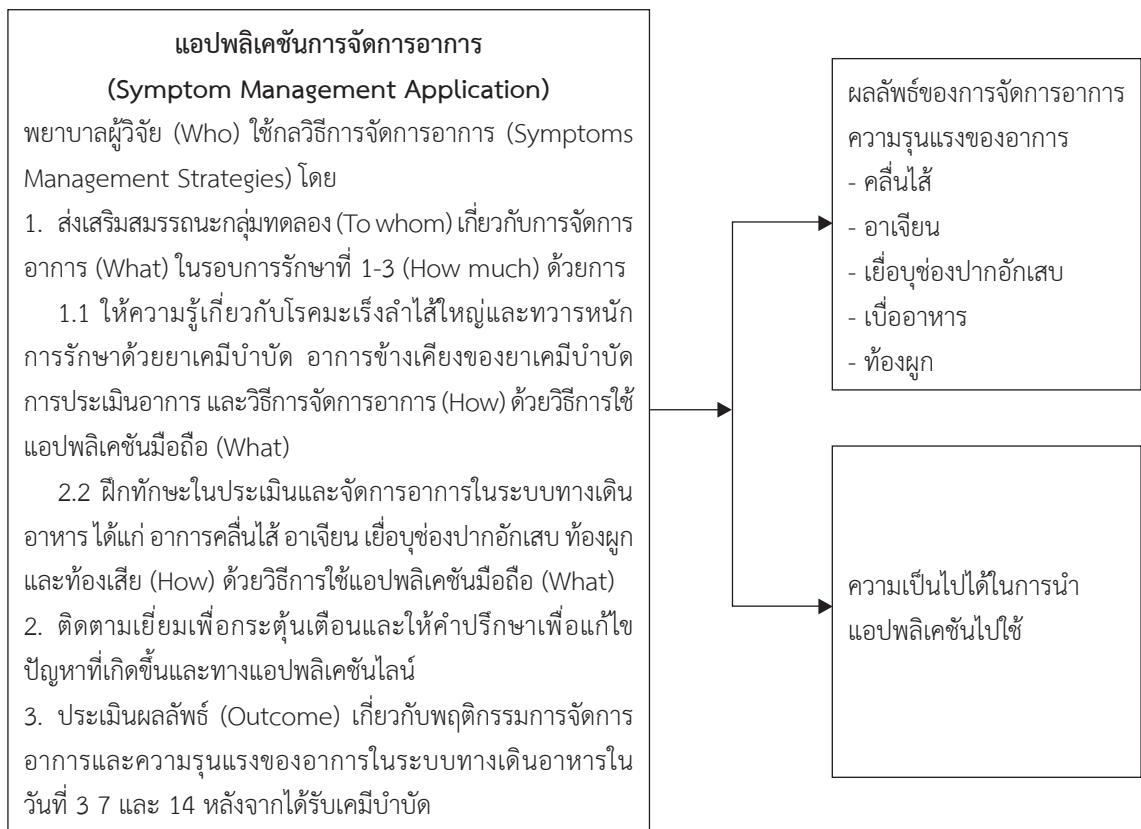 แอปพลิเคชันการจัดการอาการ
(Symptom Management Application)
พยาบาลผู้วิจัย (Who) ใช้กลวิธีการจัดการอาการ (Symptoms
Management Strategies) โดย
1. ส่งเสริมสมรรถนะกลุ่มทดลอง (To whom) เกี่ยวกับการจัดการ
อาการ (What) ในรอบการรักษาที่ 1-3 (How much) ด้วยการ
1.1 ให้ความรู้เกี่ยวกับโรคมะเร็งลำไส้ใหญ่และทวารหนัก
การรักษาด้วยยาเคมีบำบัด อาการข้างเคียงของยาเคมีบำบัด
การประเมินอาการ และวิธีการจัดการอาการ (How) ด้วยวิธีการใช้
แอปพลิเคชันมือถือ (What)
2.2 ฝึกทักษะในประเมินและจัดการอาการในระบบทางเดิน
อาหาร ได้แก่ อาการคลื่นไส้ อาเจียน เยื่อบุช่องปากอักเสบ ท้องผูก
และท้องเสีย (How) ด้วยวิธีการใช้แอปพลิเคชันมือถือ (What)
2. ติดตามเยี่ยมเพื่อกระตุ้นเตือนและให้คำปรึกษาเพื่อแก้ไข
ปัญหาที่เกิดขึ้นและทางแอปพลิเคชันไลน์
3. ประเมินผลลัพธ์ (Outcome) เกี่ยวกับพฤติกรรมการจัดการ
อาการและความรุนแรงของอาการในระบบทางเดินอาหารใน
วันที่ 3 7 และ 14 หลังจากได้รับเคมีบำบัด
ผลลัพธ์ของการจัดการอาการ
ความรุนแรงของอาการ
- คลื่นไส้
- อาเจียน
- เยื่อบุช่องปากอักเสบ
- เบื่ออาหาร
- ท้องผูก
ความเป็นไปได้ในการนำ
แอปพลิเคชันไปใช้